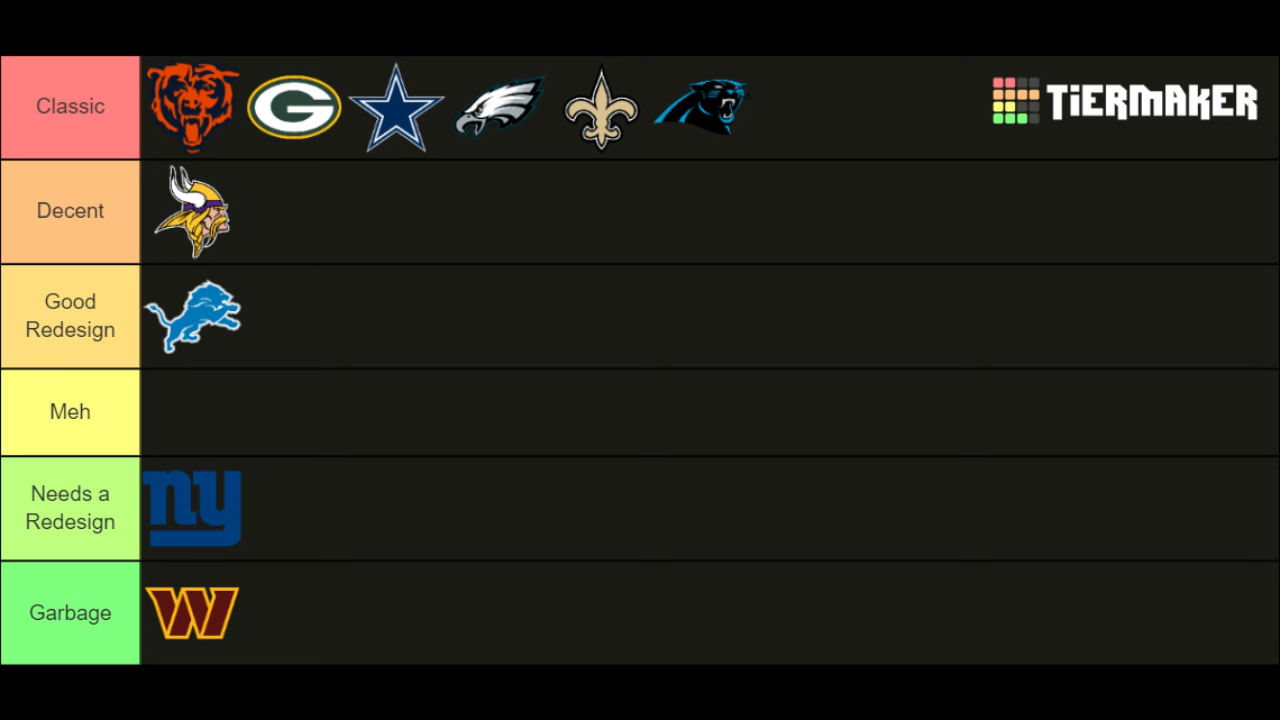 Classic
TIERMAKER
Decent
Good
Redesign
Meh
Needs a
Redesign
ny
Garbage
W